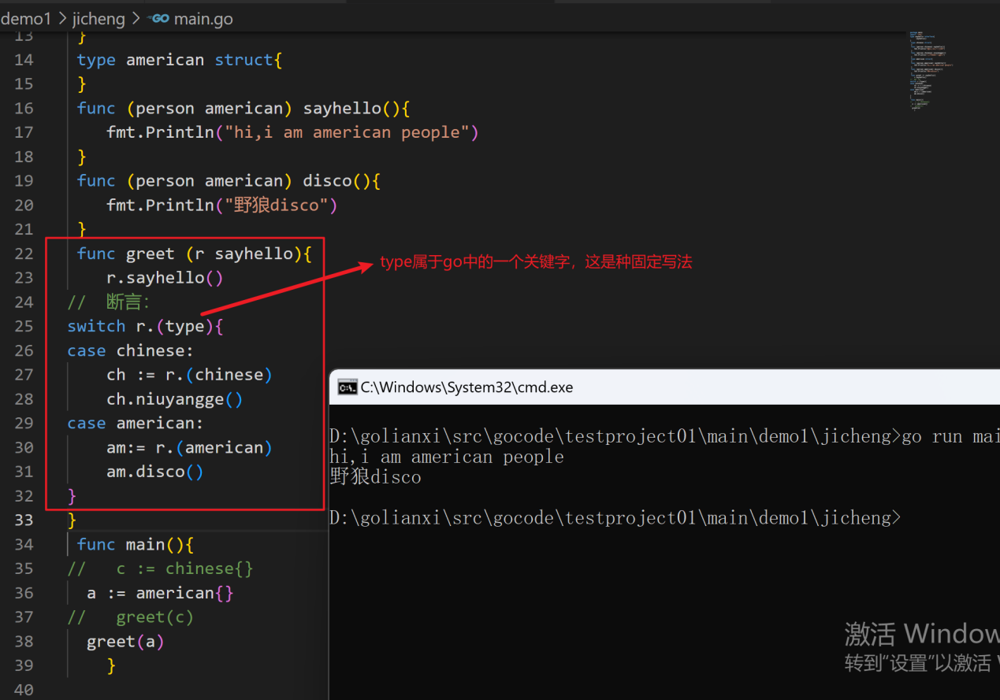 demo1 > jicheng > GO main.go
13 }
14 type american struct{
15 }
16 func (person american) sayhello(){
17 fmt.Println("hi,i am american people")
18 }
19 func (person american) disco(){
20 fmt.Println("野狼disco")
21 }
22 func greet (r sayhello){
type属于go中的一个关键字，这是种固定写法
23 r.sayhello()
24 // 断言：
25 switch r.(type){
26 case chinese:
27 ch := r.(chinese)
28 ch.niuyangge()
29 case american:
30 am:= r.(american)
31 am.disco()
32 }
33 }
34 func main(){
35 // c := chinese{}
36 a := american{}
37 // greet(c)
38 greet(a)
39 }
40
C:\Windows\System32\cmd.exe
D:\golianxi\src\gocode\testproject01\main\demo1\jicheng>go run mai
hi,i am american people
野狼disco
D:\golianxi\src\gocode\testproject01\main\demo1\jicheng>
激活 Window
转到“设置”以激活